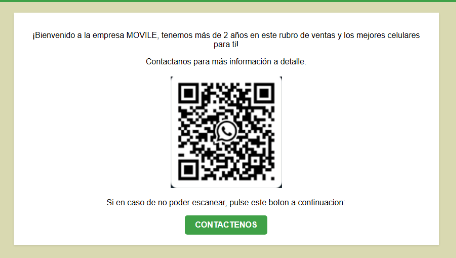 ¡Bienvenido a la empresa MOVILE, tenemos más de 2 años en este rubro de ventas y los mejores celulares
para ti!
Contactanos para más información a detalle.
Si en caso de no poder escanear, pulse este boton a continuacion
CONTACTENOS